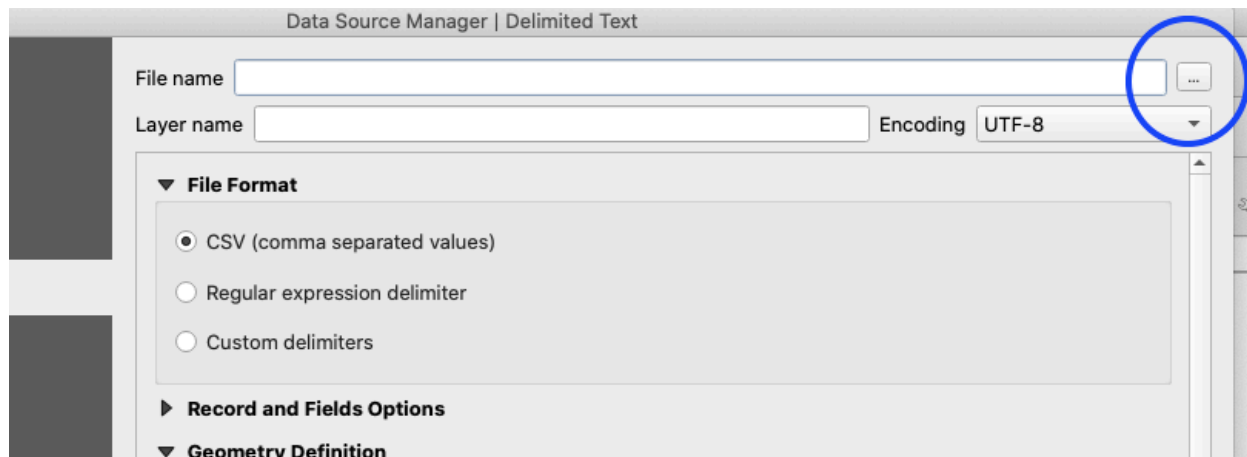 Data Source Manager | Delimited Text
File name ...
Layer name Encoding UTF-8
File Format
CSV (comma separated values)
Regular expression delimiter
Custom delimiters
Record and Fields Options
Geometry Definition